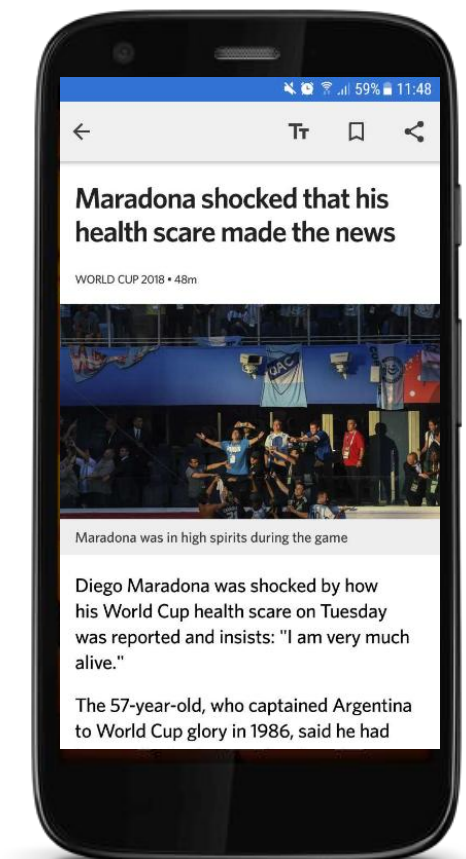 59% 11:48
Maradona shocked that his
health scare made the news
WORLD CUP 2018 • 48m
QAC
Maradona was in high spirits during the game
Diego Maradona was shocked by how
his World Cup health scare on Tuesday
was reported and insists: "I am very much
alive."
The 57-year-old, who captained Argentina
to World Cup glory in 1986, said he had